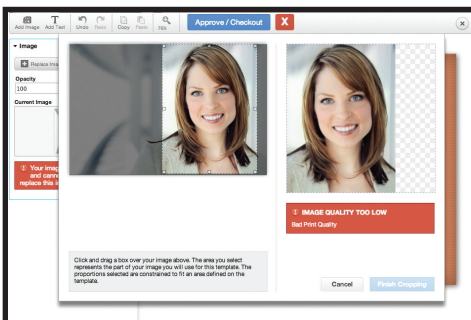 Add Image Add Text Undo Redo Copy Paste 76%
Approve / Checkout X
Image
Replace Ima
Opacity
100
Current Image
Your imag
and canno
replace this i
IMAGE QUALITY TOO LOW
Bad Print Quality
Click and drag a box over your image above. The area you select
represents the part of your image you will use for this template. The
proportions selected are constrained to fit an area defined on the
template.
Cancel Finish Cropping